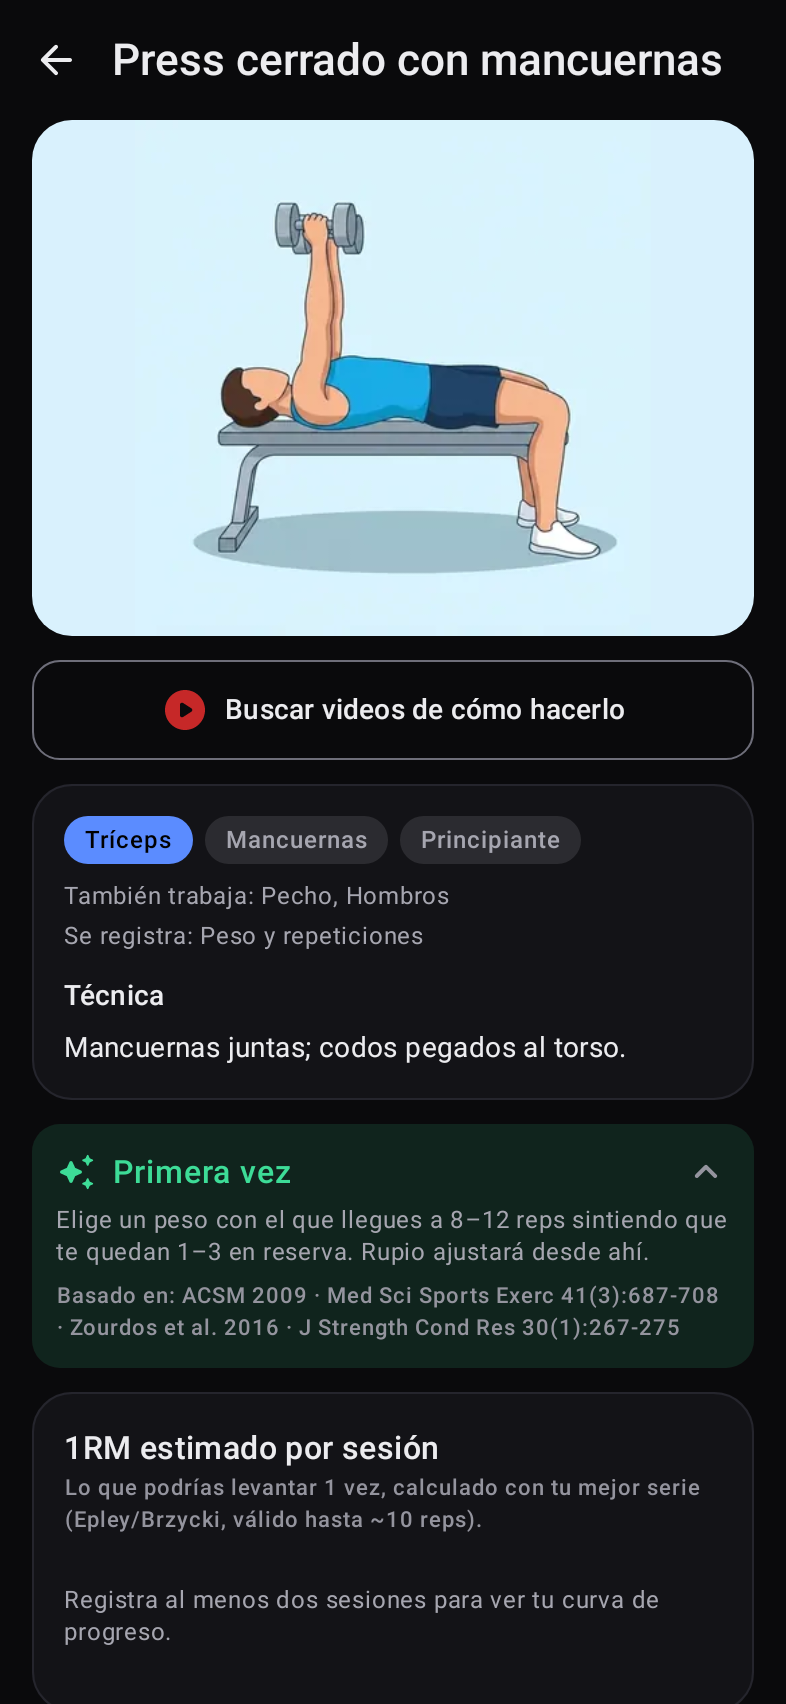 Press cerrado con mancuernas
Buscar videos de cómo hacerlo
Tríceps
Mancuernas
Principiante
También trabaja: Pecho, Hombros
Se registra: Peso y repeticiones
Técnica
Mancuernas juntas; codos pegados al torso.
Primera vez
Elige un peso con el que llegues a 8–12 reps sintiendo que
te quedan 1–3 en reserva. Rupio ajustará desde ahí.
Basado en: ACSM 2009 · Med Sci Sports Exerc 41(3):687-708
· Zourdos et al. 2016 · J Strength Cond Res 30(1):267-275
1RM estimado por sesión
Lo que podrías levantar 1 vez, calculado con tu mejor serie
(Epley/Brzycki, válido hasta ~10 reps).
Registra al menos dos sesiones para ver tu curva de
progreso.